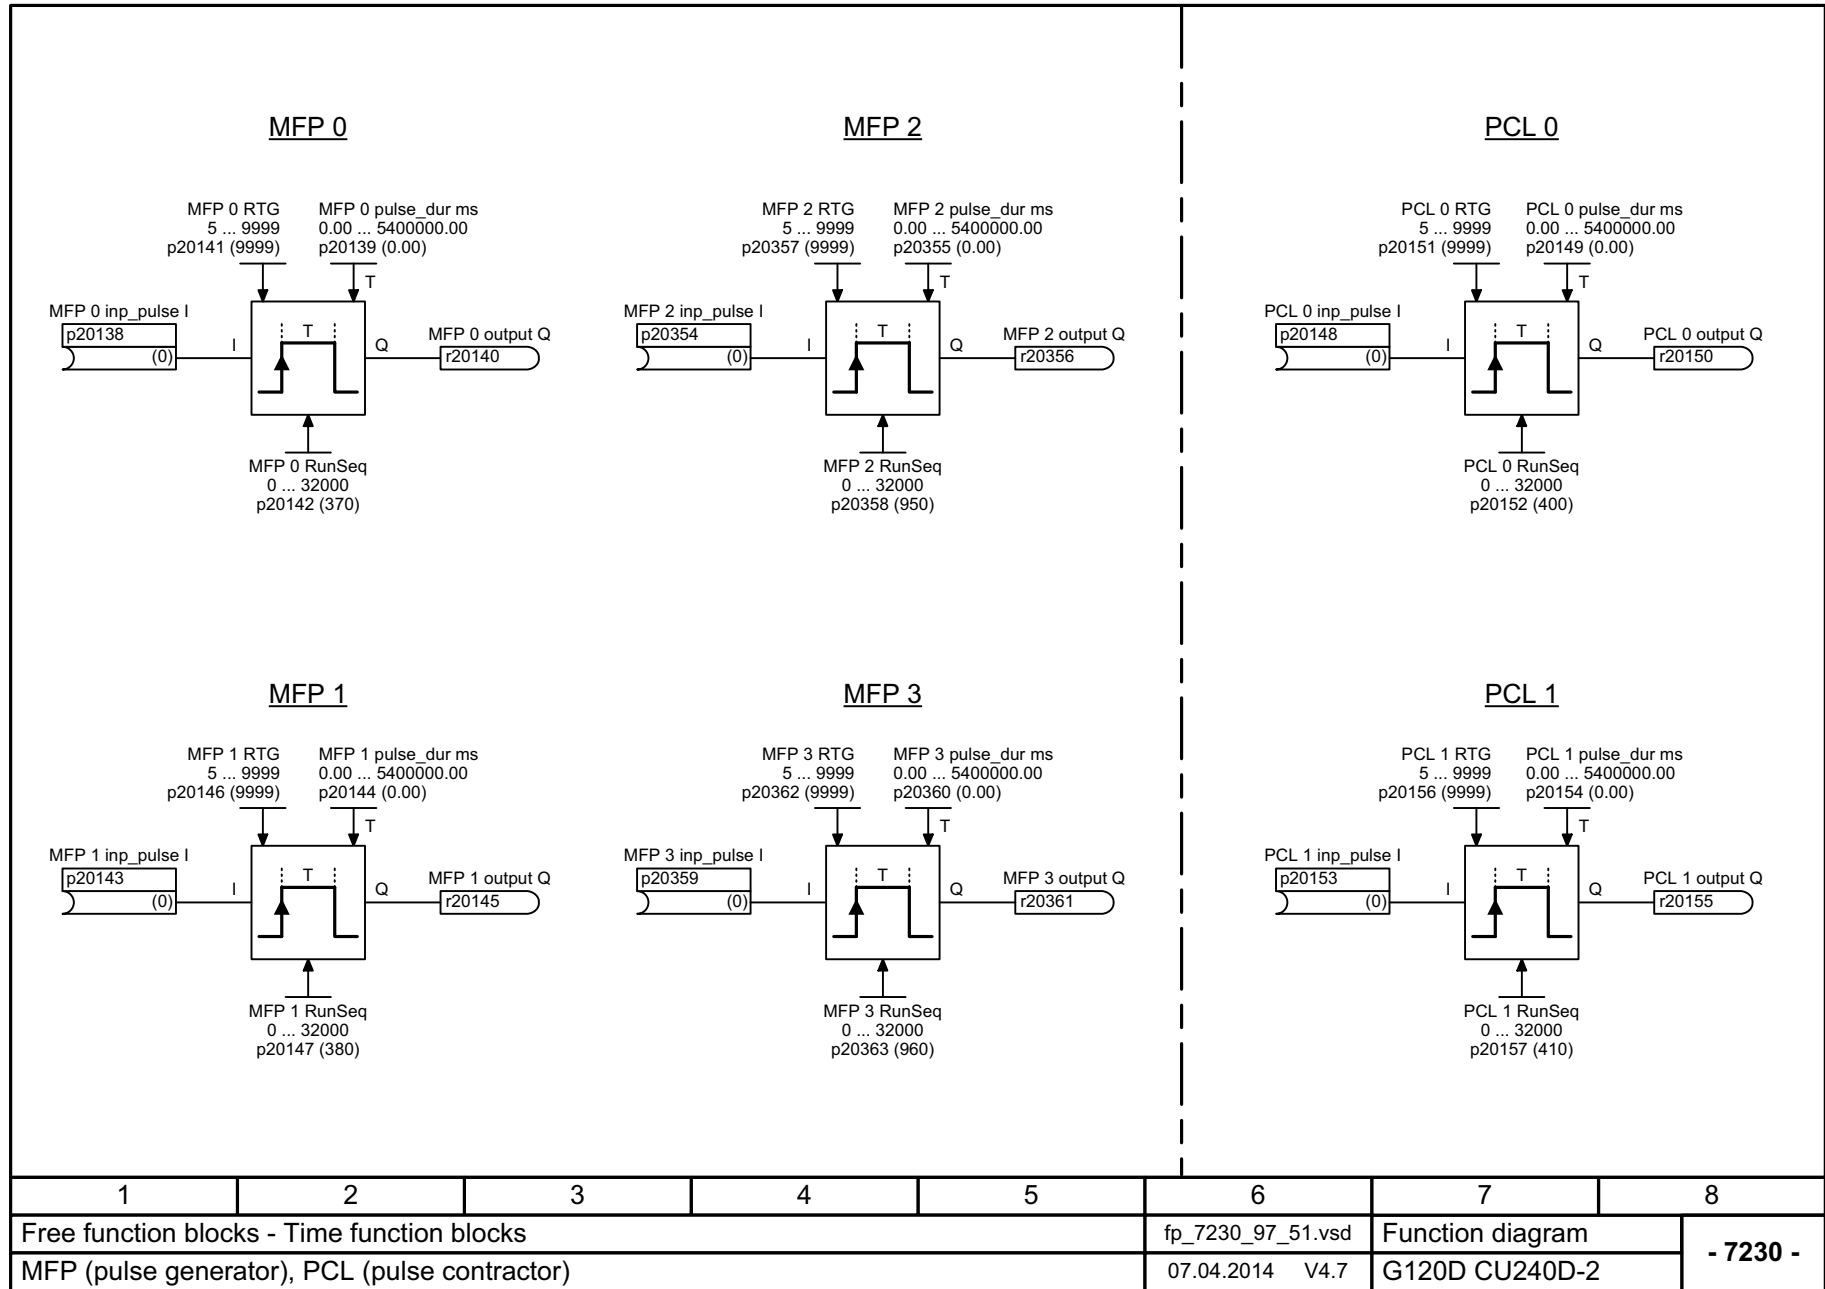 MFP 0
MFP 0 RTG
5 ... 9999
p20141 (9999)
MFP 0 pulse_dur ms
0.00 ... 5400000.00
p20139 (0.00)
T
MFP 0 inp_pulse I
p20138
(0)
I
T
Q
MFP 0 output Q
r20140
MFP 0 RunSeq
0 ... 32000
p20142 (370)
MFP 2
MFP 2 RTG
5 ... 9999
p20357 (9999)
MFP 2 pulse_dur ms
0.00 ... 5400000.00
p20355 (0.00)
T
MFP 2 inp_pulse I
p20354
(0)
I
T
Q
MFP 2 output Q
r20356
MFP 2 RunSeq
0 ... 32000
p20358 (950)
PCL 0
PCL 0 RTG
5 ... 9999
p20151 (9999)
PCL 0 pulse_dur ms
0.00 ... 5400000.00
p20149 (0.00)
T
PCL 0 inp_pulse I
p20148
(0)
I
T
Q
PCL 0 output Q
r20150
PCL 0 RunSeq
0 ... 32000
p20152 (400)
MFP 1
MFP 1 RTG
5 ... 9999
p20146 (9999)
MFP 1 pulse_dur ms
0.00 ... 5400000.00
p20144 (0.00)
T
MFP 1 inp_pulse I
p20143
(0)
I
T
Q
MFP 1 output Q
r20145
MFP 1 RunSeq
0 ... 32000
p20147 (380)
MFP 3
MFP 3 RTG
5 ... 9999
p20362 (9999)
MFP 3 pulse_dur ms
0.00 ... 5400000.00
p20360 (0.00)
T
MFP 3 inp_pulse I
p20359
(0)
I
T
Q
MFP 3 output Q
r20361
MFP 3 RunSeq
0 ... 32000
p20363 (960)
PCL 1
PCL 1 RTG
5 ... 9999
p20156 (9999)
PCL 1 pulse_dur ms
0.00 ... 5400000.00
p20154 (0.00)
T
PCL 1 inp_pulse I
p20153
(0)
I
T
Q
PCL 1 output Q
r20155
PCL 1 RunSeq
0 ... 32000
p20157 (410)
1 2 3 4 5 6 7 8
Free function blocks - Time function blocks
MFP (pulse generator), PCL (pulse contractor)
fp_7230_97_51.vsd
07.04.2014 V4.7
Function diagram
G120D CU240D-2
- 7230 -